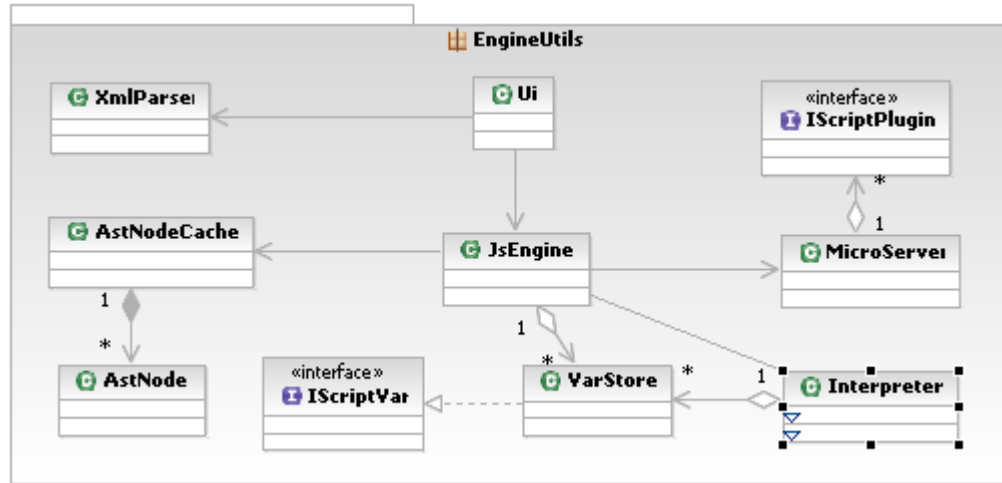 EngineUtils
XmlParser
Ui
«interface»
IScriptPlugin
*
1
AstNodeCache
JsEngine
MicroServer
1
*
AstNode
1
*
«interface»
IScriptVar
VarStore
*
1
Interpreter